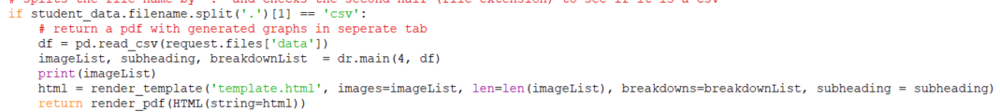 # splits the file name by '.' and checks the second half (file extension) to see if it is a csv
if student_data.filename.split('.')[1] == 'csv':
    # return a pdf with generated graphs in seperate tab
    df = pd.read_csv(request.files['data'])
    imageList, subheading, breakdownList  = dr.main(4, df)
    print(imageList)
    html = render_template('template.html', images=imageList, len=len(imageList), breakdowns=breakdownList, subheading = subheading)
    return render_pdf(HTML(string=html))